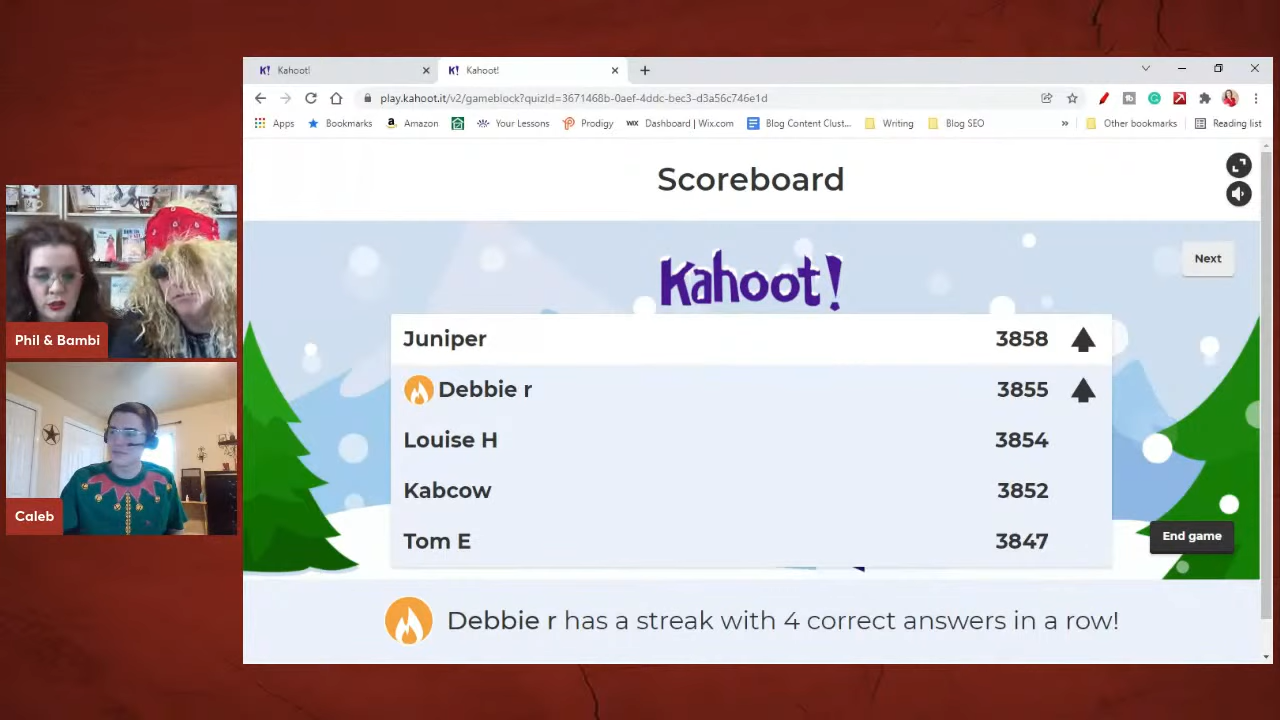 Kahoot!
Kahoot!
play.kahoot.it/v2/gameblock?quizId=3671468b-0aef-4ddc-bec3-d3a56c746e1d
Apps Bookmarks Amazon Your Lessons Prodigy WIX Dashboard | Wix.com Blog Content Clust... Writing Blog SEO » Other bookmarks Reading list
Scoreboard
Kahoot!
Next
Juniper 3858
Debbie r 3855
Louise H 3854
Kabcow 3852
Tom E 3847
End game
Debbie r has a streak with 4 correct answers in a row!
Phil & Bambi
Caleb